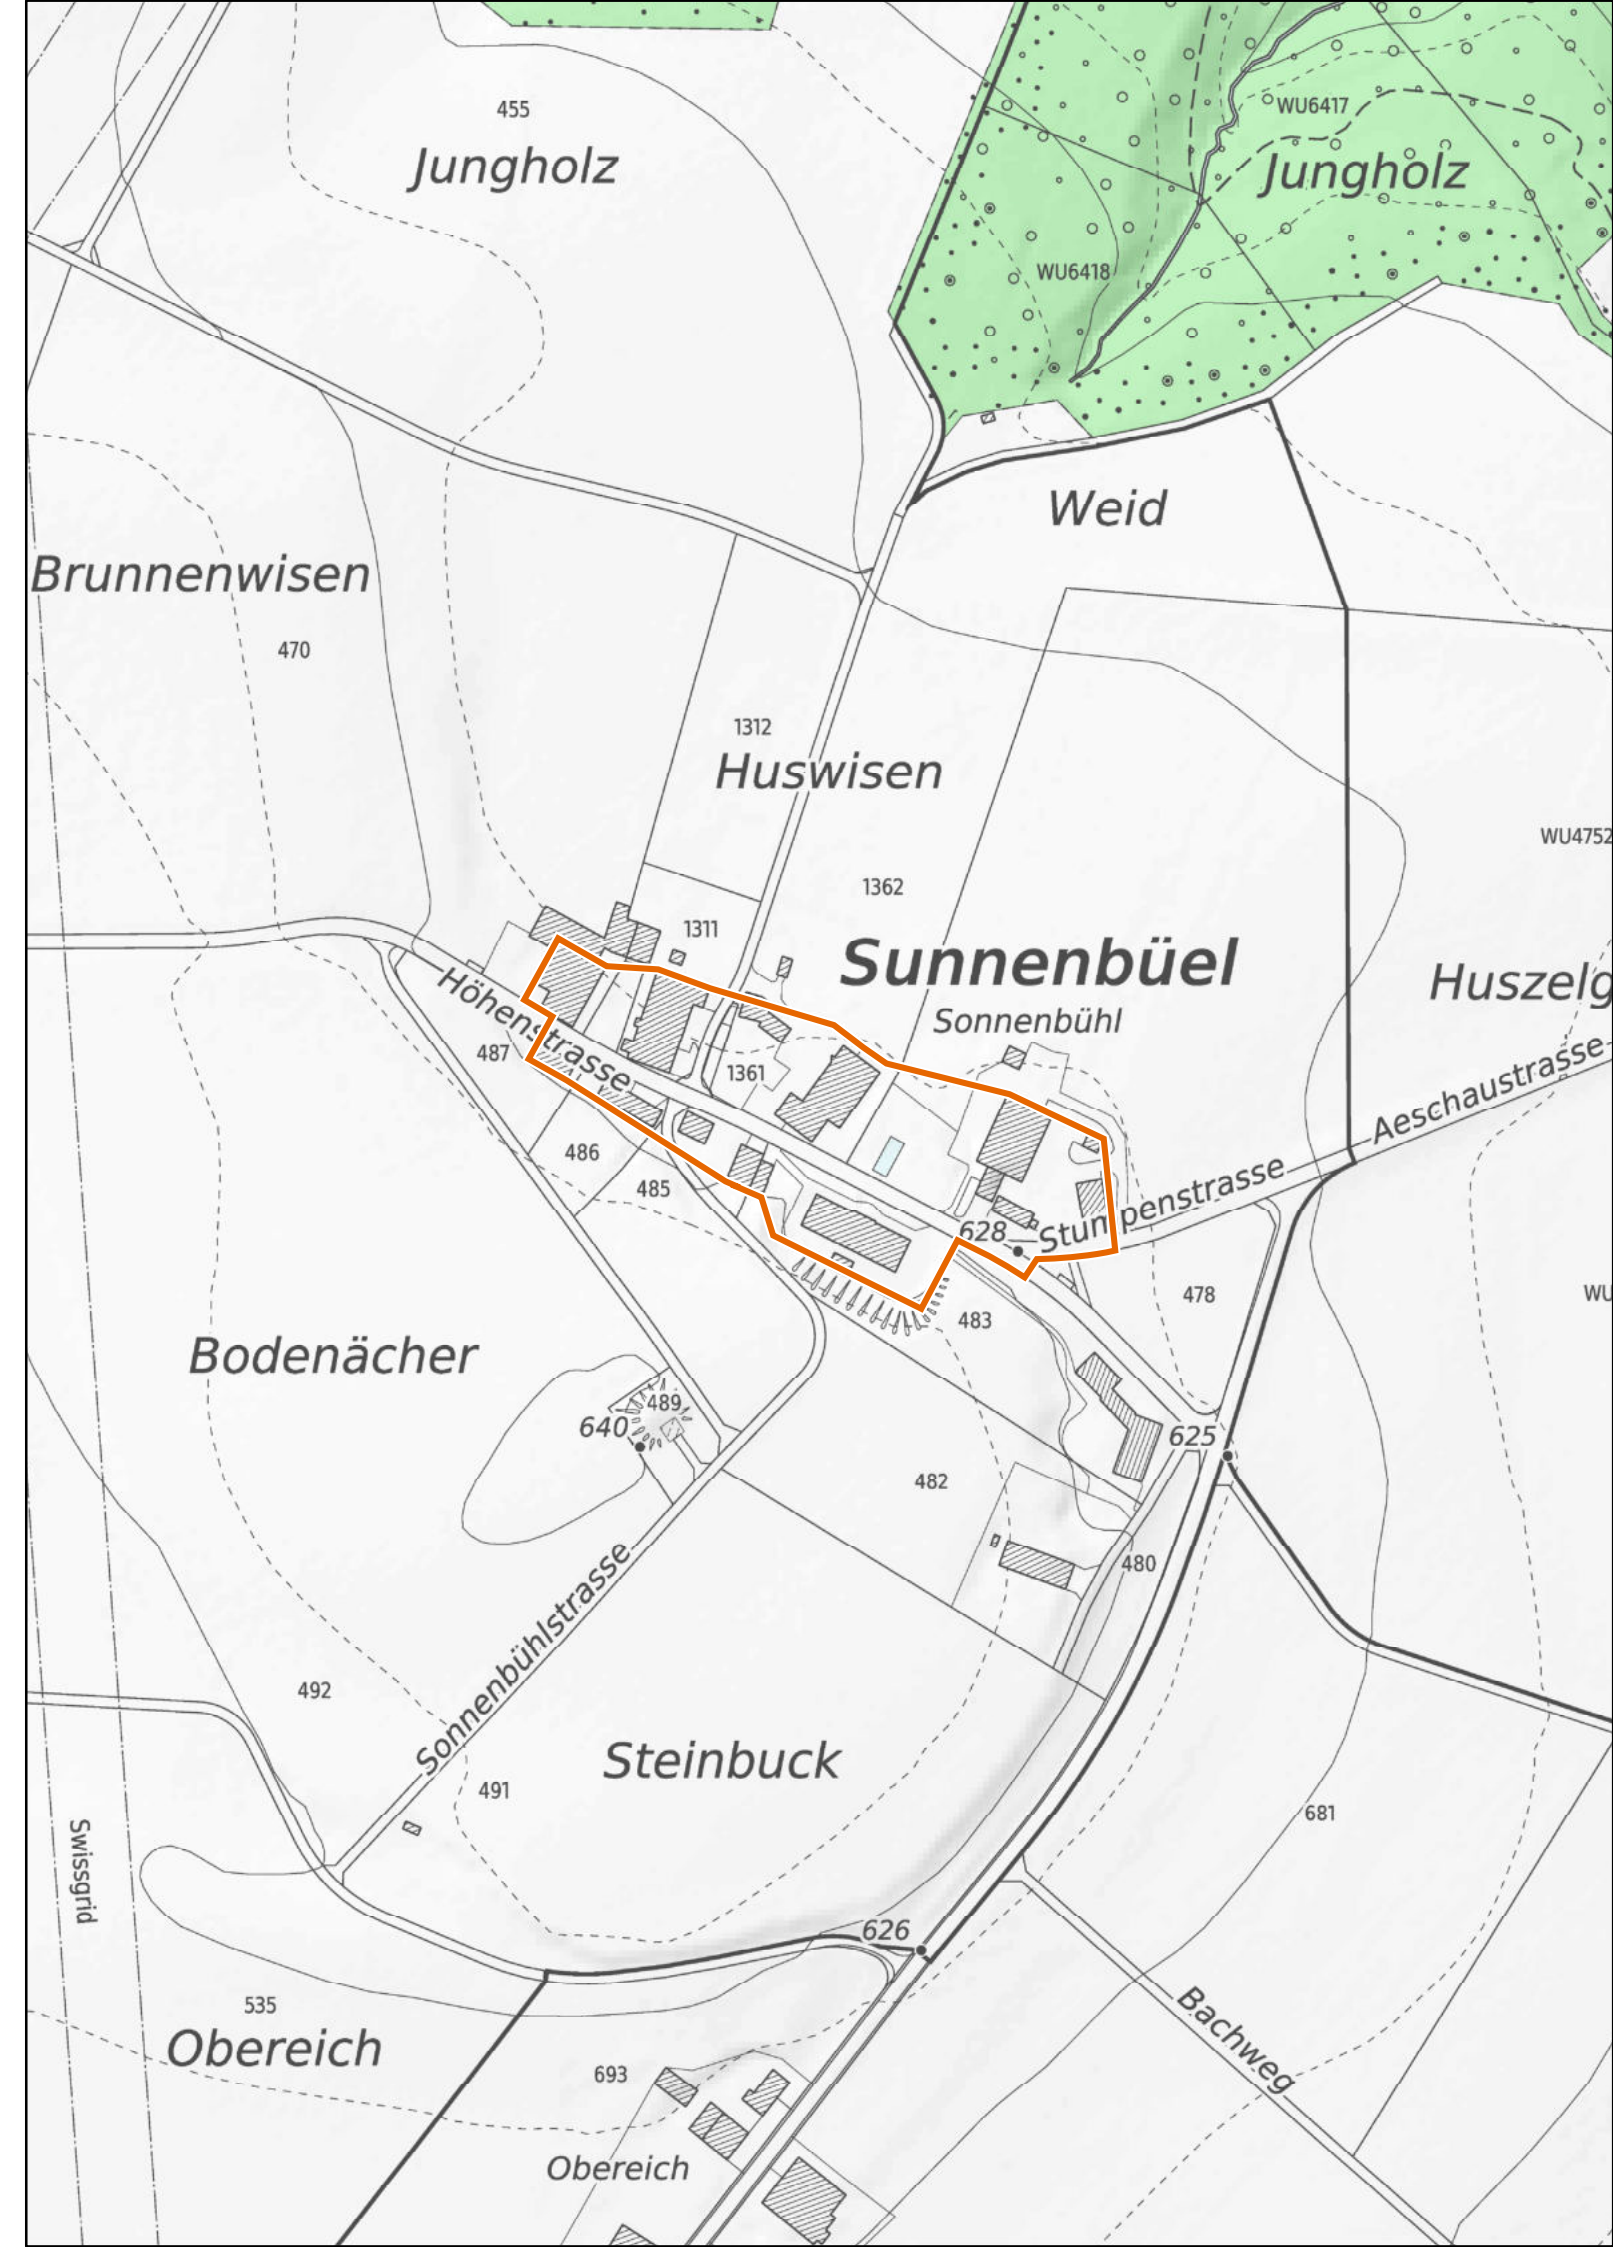 455
WU6417
Jungholz
Jungholz
WU6418
Weid
Brunnenwisen
470
1312
Huswisen
WU4752
1362
1311
Sunnenbüel
Huszelg
Höhenstrasse
Sonnenbühl
487
1361
Aeschaustrasse
486
485
628
Stumpenstrasse
478
WU
483
Bodenächer
489
640
625
482
480
Sonnenbühlstrasse
492
Steinbuck
491
681
Swissgrid
626
535
Bachweg
Obereich
693
Obereich